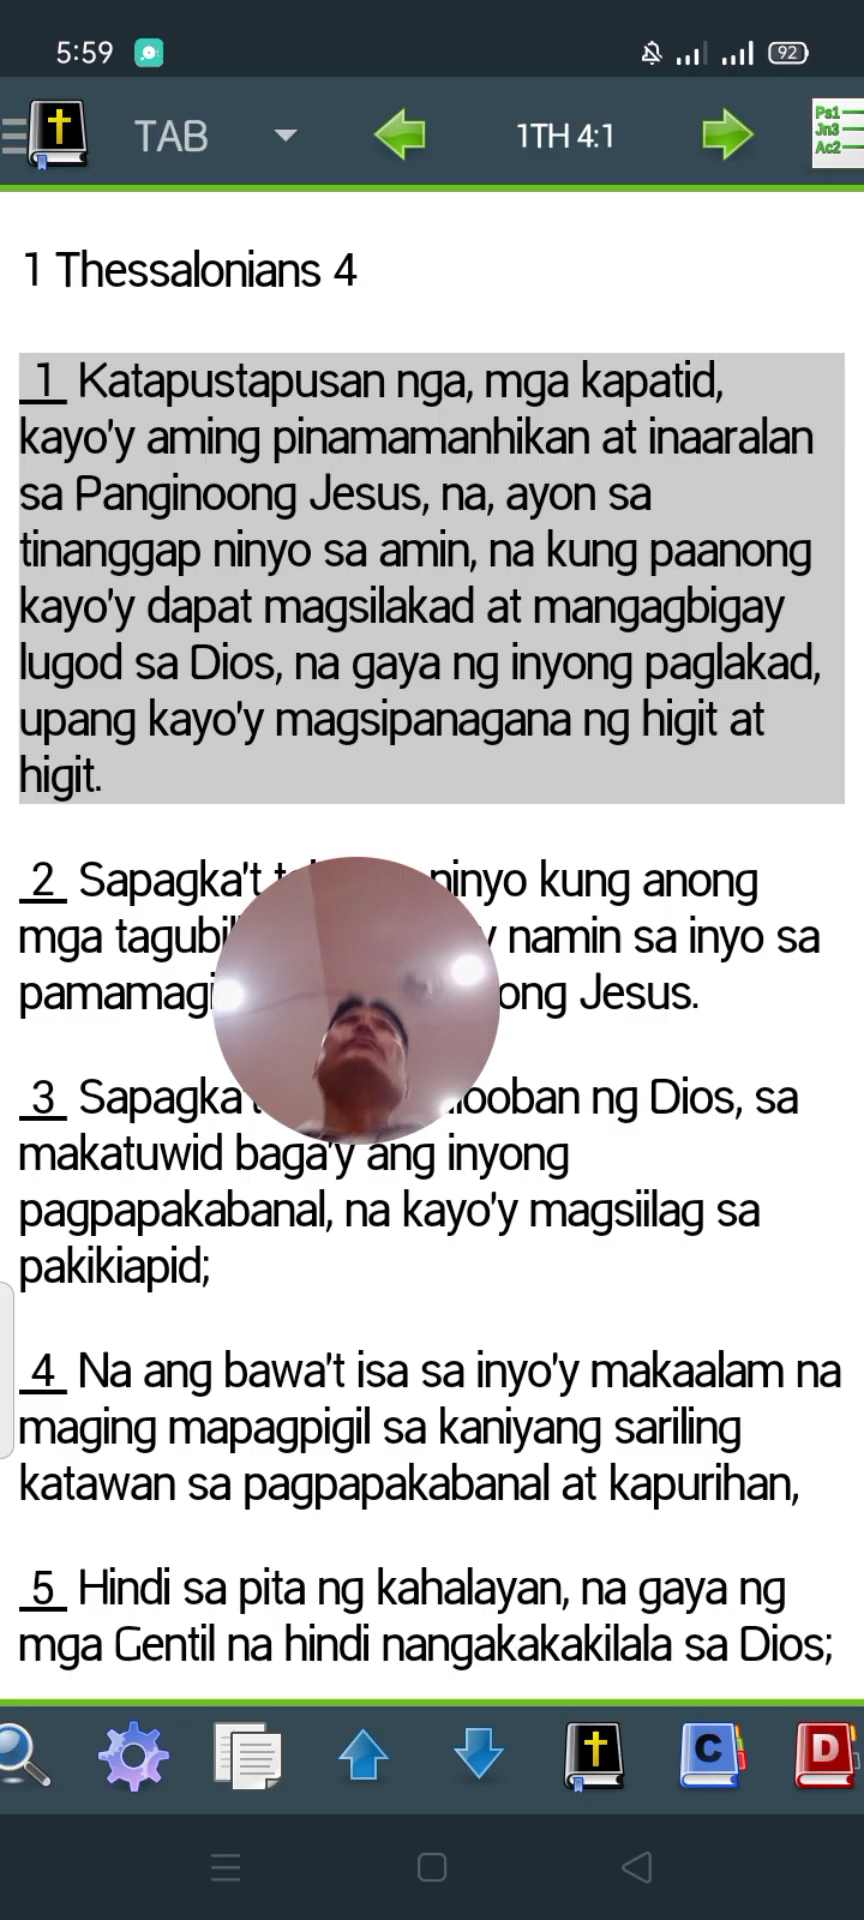 5:59
92
TAB
1TH 4:1
Ps1
Jn3
Ac2
1 Thessalonians 4
1 Katapustapusan nga, mga kapatid,
kayo'y aming pinamamanhikan at inaaralan
sa Panginoong Jesus, na, ayon sa
tinanggap ninyo sa amin, na kung paanong
kayo'y dapat magsilakad at mangagbigay
lugod sa Dios, na gaya ng inyong paglakad,
upang kayo'y magsipanagana ng higit at
higit.
2 Sapagka't ninyo kung anong
mga namin sa inyo sa
Jesus.
3 ng Dios, sa
makatuwid baga'y ang inyong
pagpapakabanal, na kayo'y magsiilag sa
pakikiapid;
4 Na ang bawa't isa sa inyo'y makaalam na
maging mapagpigil sa kaniyang sariling
katawan sa pagpapakabanal at kapurihan,
5 Hindi sa pita ng kahalayan, na gaya ng
mga Gentil na hindi nangakakakilala sa Dios;
C
D